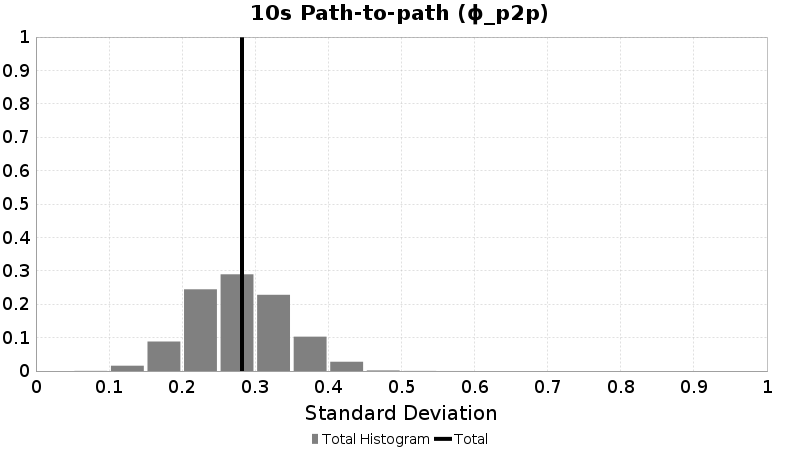 10s Path-to-path (ϕ_p2p)
1
0.9
0.8
0.7
0.6
0.5
0.4
0.3
0.2
0.1
0
0 0.1 0.2 0.3 0.4 0.5 0.6 0.7 0.8 0.9 1
Standard Deviation
Total Histogram Total